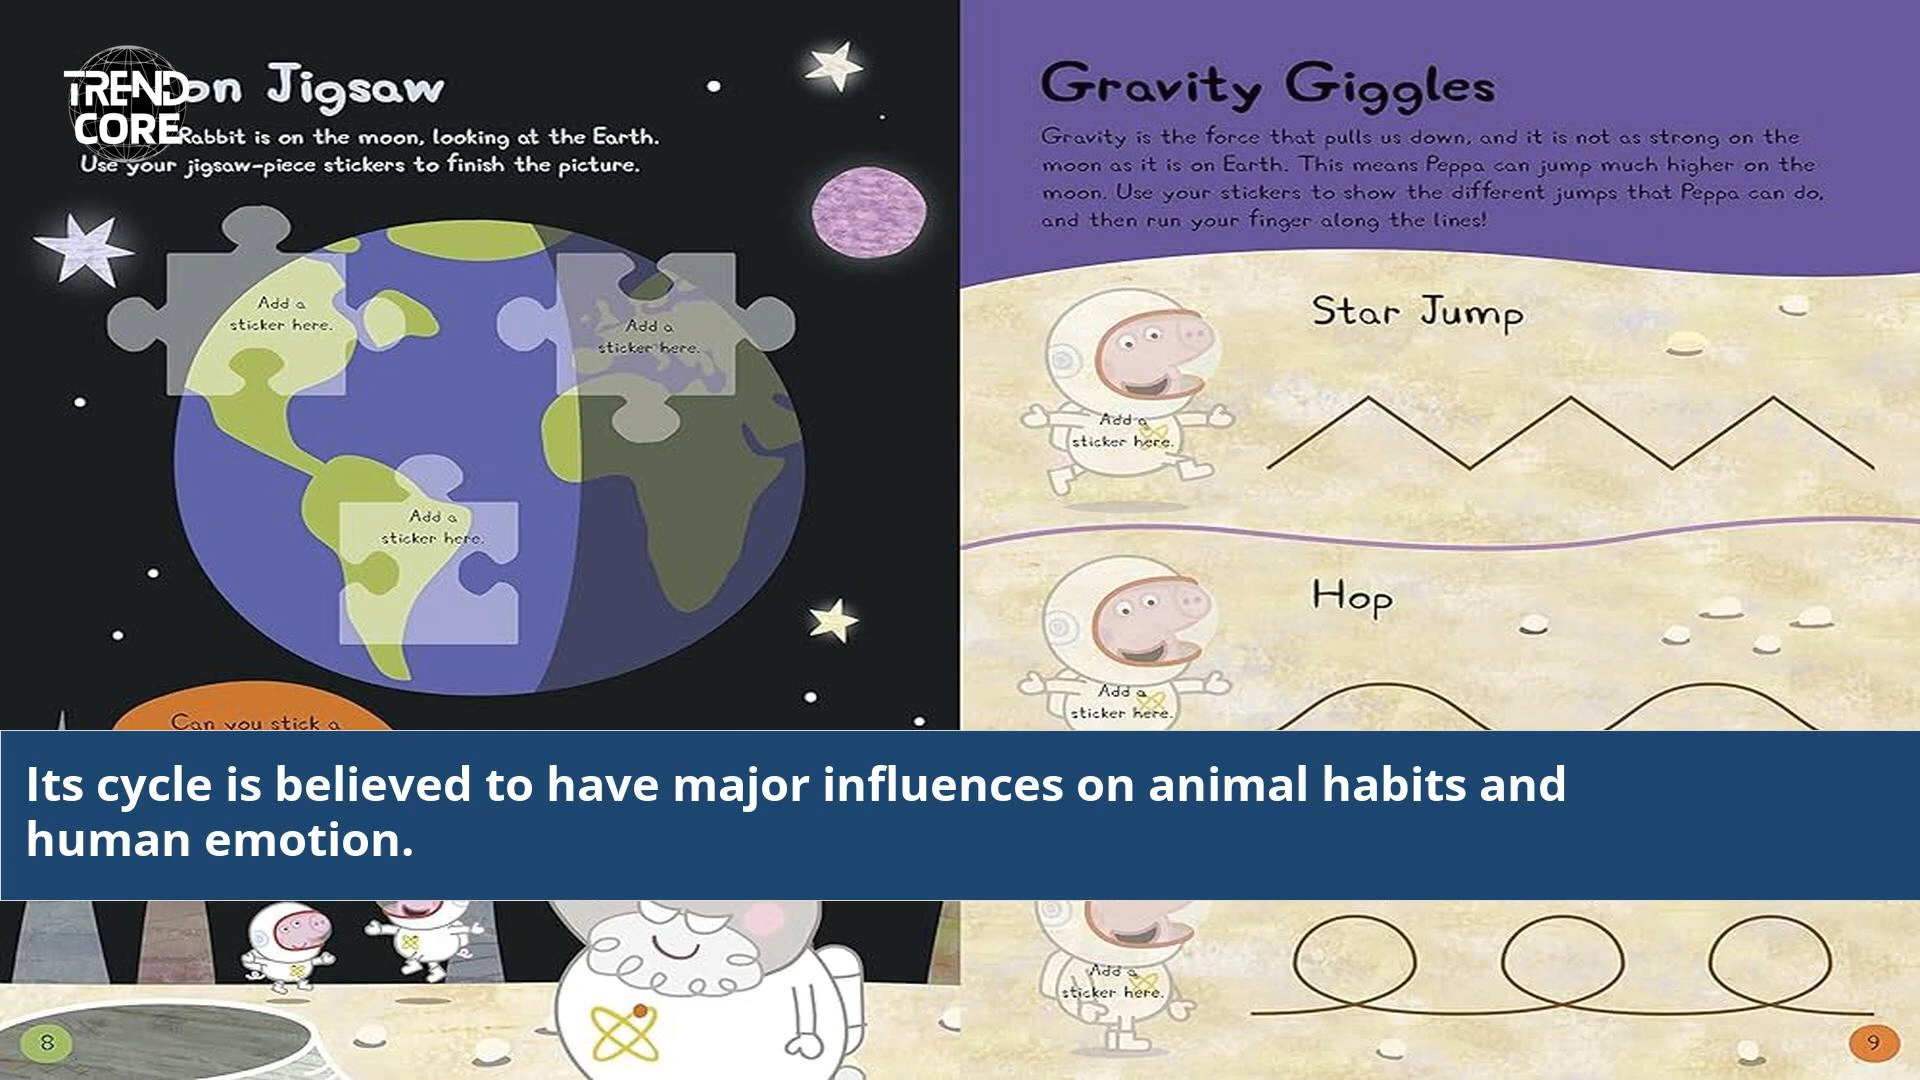 TREND
CORE
on Jigsaw
Rabbit is on the moon, looking at the Earth.
Use your jigsaw-piece stickers to finish the picture.
Add a
sticker here.
Add a
sticker here.
Add a
sticker here.
Can you stick a
8
Gravity Giggles
Gravity is the force that pulls us down, and it is not as strong on the
moon as it is on Earth. This means Peppa can jump much higher on the
moon. Use your stickers to show the different jumps that Peppa can do,
and then run your finger along the lines!
Star Jump
Add a
sticker here.
Hop
Add a
sticker here.
Its cycle is believed to have major influences on animal habits and
human emotion.
Add a
sticker here.
9